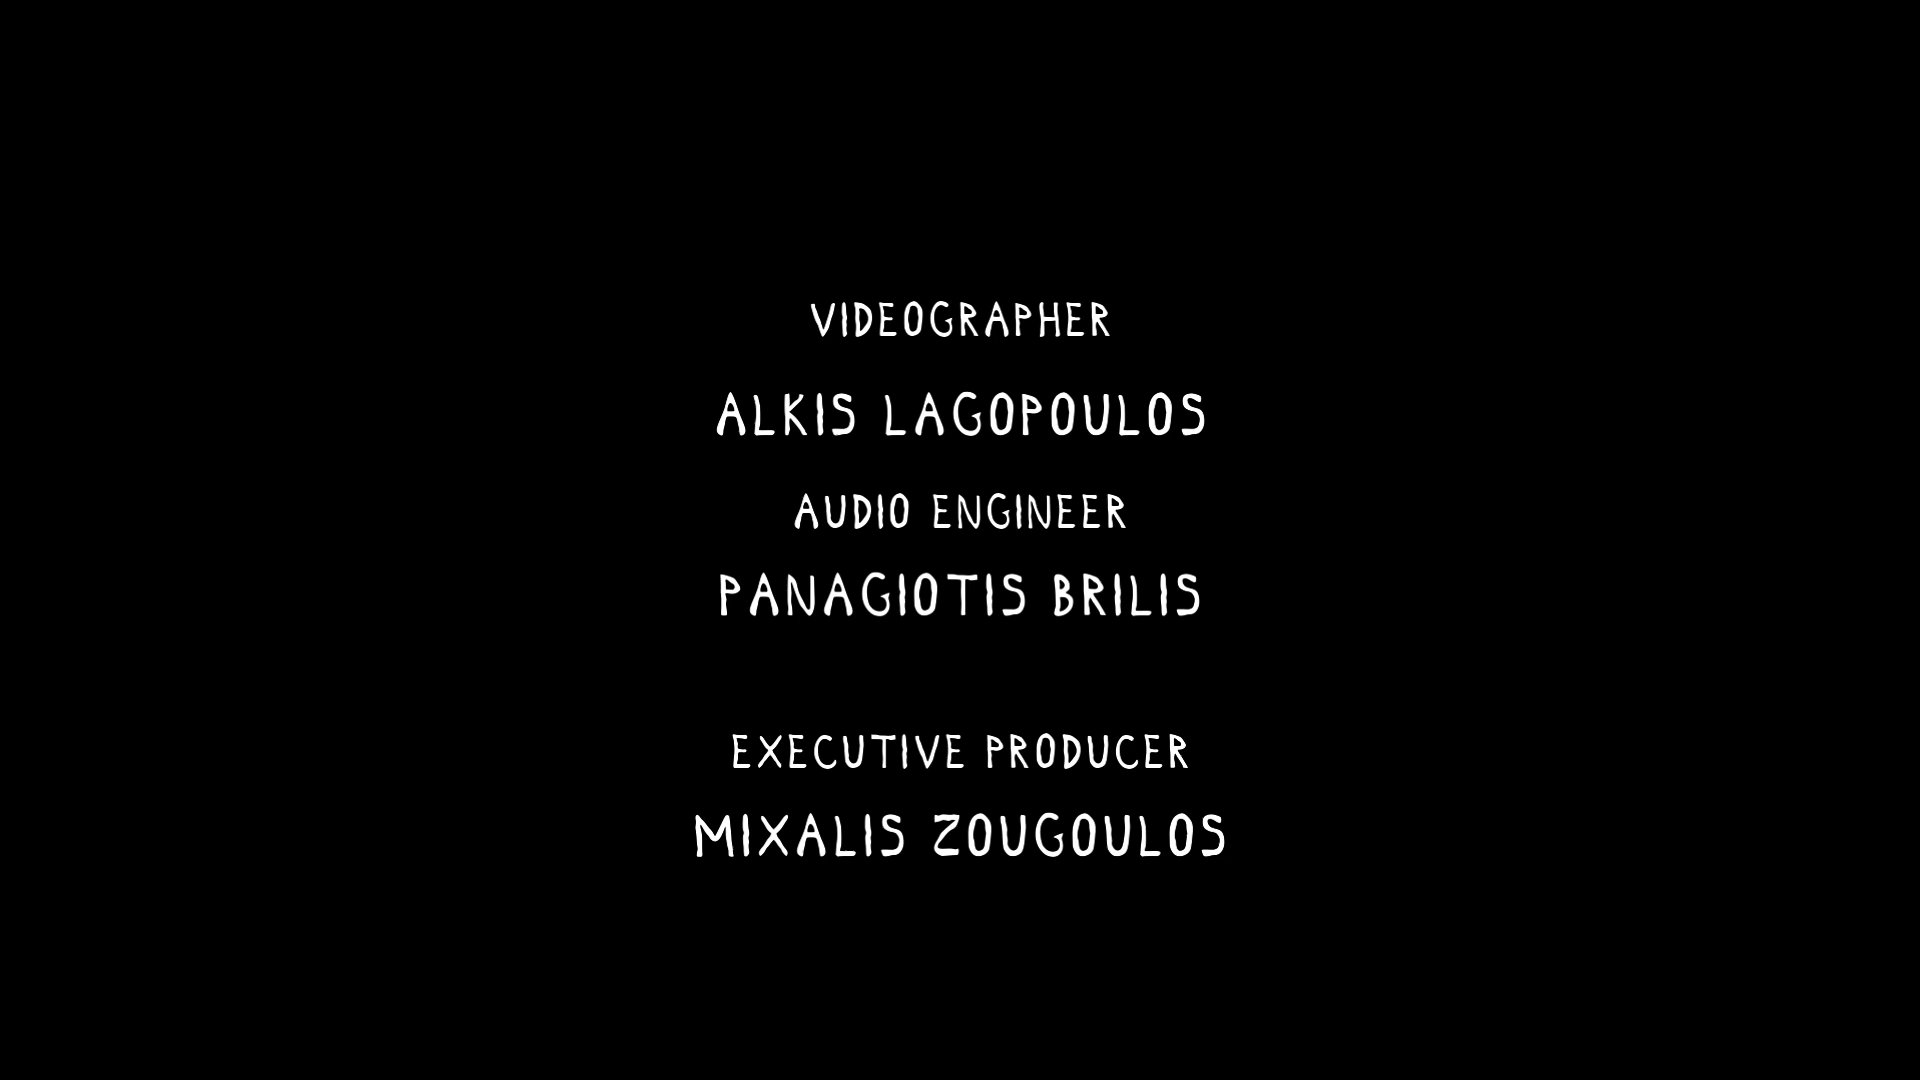 VIDEOGRAPHER
ALKIS LAGOPOULOS
AUDIO ENGINEER
PANAGIOTIS BRILIS
EXECUTIVE PRODUCER
MIXALIS ZOUGOULOS